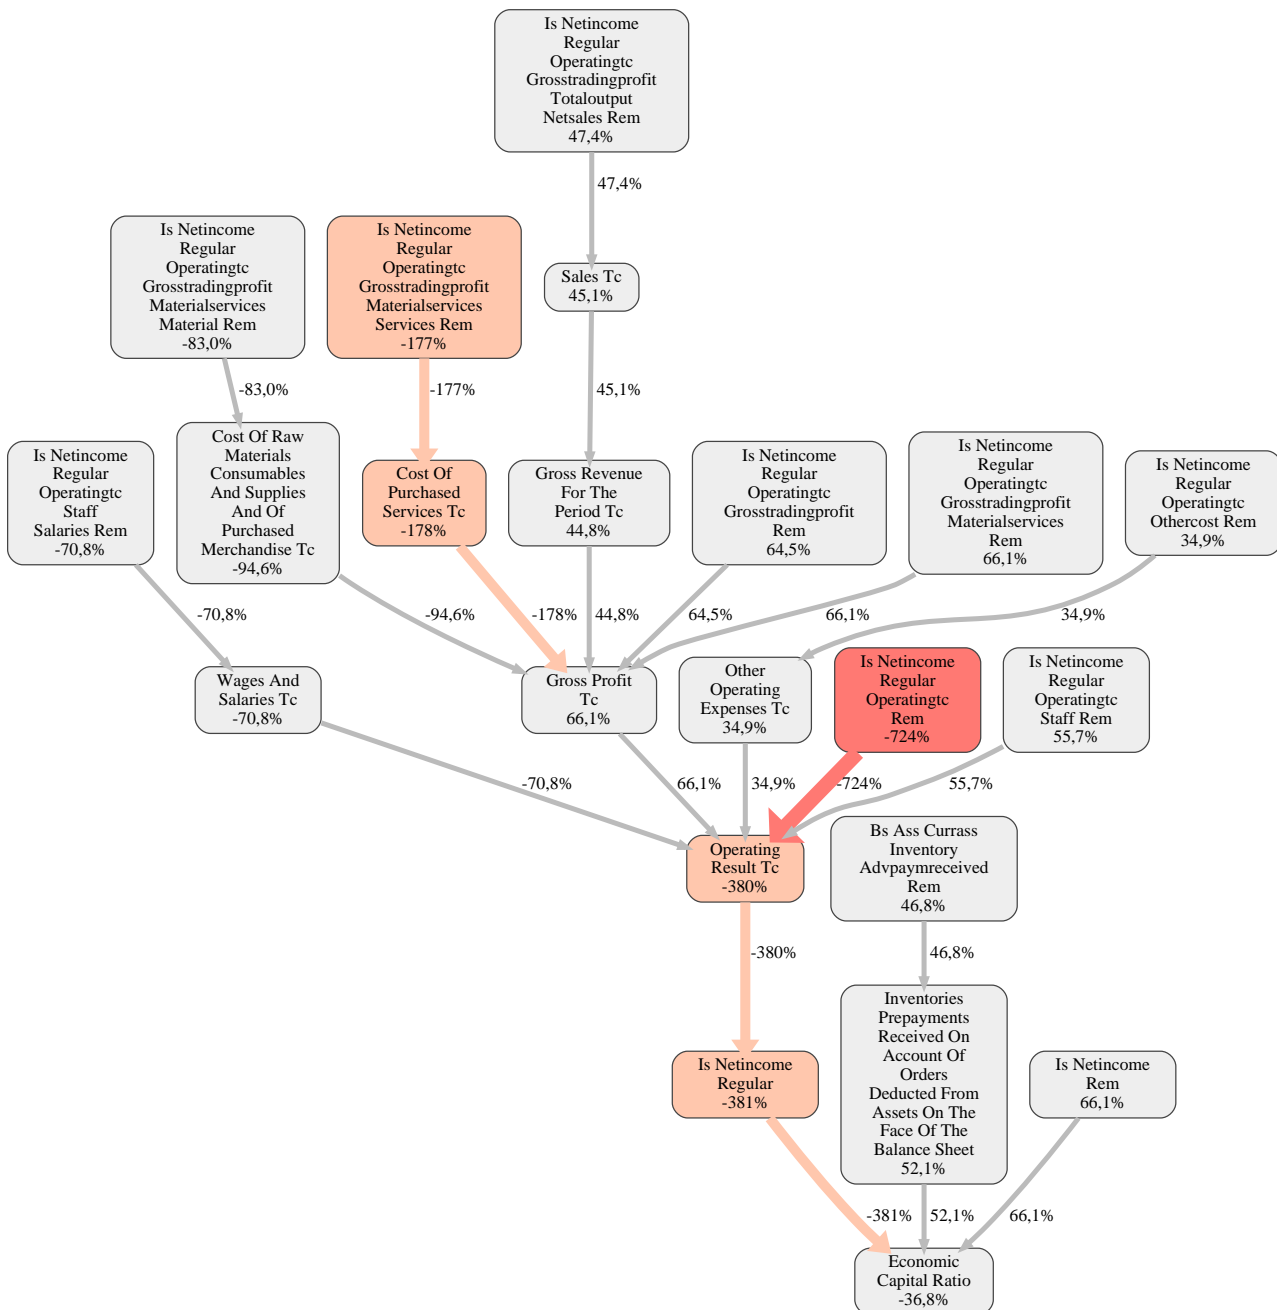 Is Netincome
Regular
Operatingtc
Grosstradingprofit
Totaloutput
Netsales Rem
47,4%
47,4%
Is Netincome
Regular
Operatingtc
Grosstradingprofit
Materialservices
Material Rem
-83,0%
Is Netincome
Regular
Operatingtc
Grosstradingprofit
Materialservices
Services Rem
-177%
Sales Tc
45,1%
-83,0%
-177%
45,1%
Is Netincome
Regular
Operatingtc
Staff
Salaries Rem
-70,8%
Cost Of Raw
Materials
Consumables
And Supplies
And Of
Purchased
Merchandise Tc
-94,6%
Cost Of
Purchased
Services Tc
-178%
Gross Revenue
For The
Period Tc
44,8%
Is Netincome
Regular
Operatingtc
Grosstradingprofit
Rem
64,5%
Is Netincome
Regular
Operatingtc
Grosstradingprofit
Materialservices
Rem
66,1%
Is Netincome
Regular
Operatingtc
Othercost Rem
34,9%
-70,8%
-94,6%
-178%
44,8%
64,5%
66,1%
34,9%
Wages And
Salaries Tc
-70,8%
Gross Profit
Tc
66,1%
Other
Operating
Expenses Tc
34,9%
Is Netincome
Regular
Operatingtc
Rem
-724%
Is Netincome
Regular
Operatingtc
Staff Rem
55,7%
-70,8%
66,1%
34,9%
-724%
55,7%
Operating
Result Tc
-380%
Bs Ass Currass
Inventory
Advpaymreceived
Rem
46,8%
-380%
46,8%
Is Netincome
Regular
-381%
Inventories
Prepayments
Received On
Account Of
Orders
Deducted From
Assets On The
Face Of The
Balance Sheet
52,1%
Is Netincome
Rem
66,1%
-381%
52,1%
66,1%
Economic
Capital Ratio
-36,8%